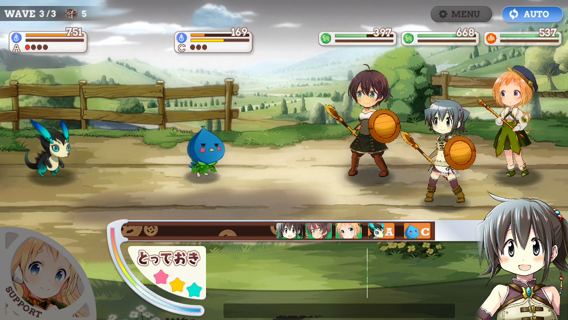 WAVE 3/3 5
MENU
AUTO
751
A
169
C
397
668
537
A
C
とっておき
SUPPORT